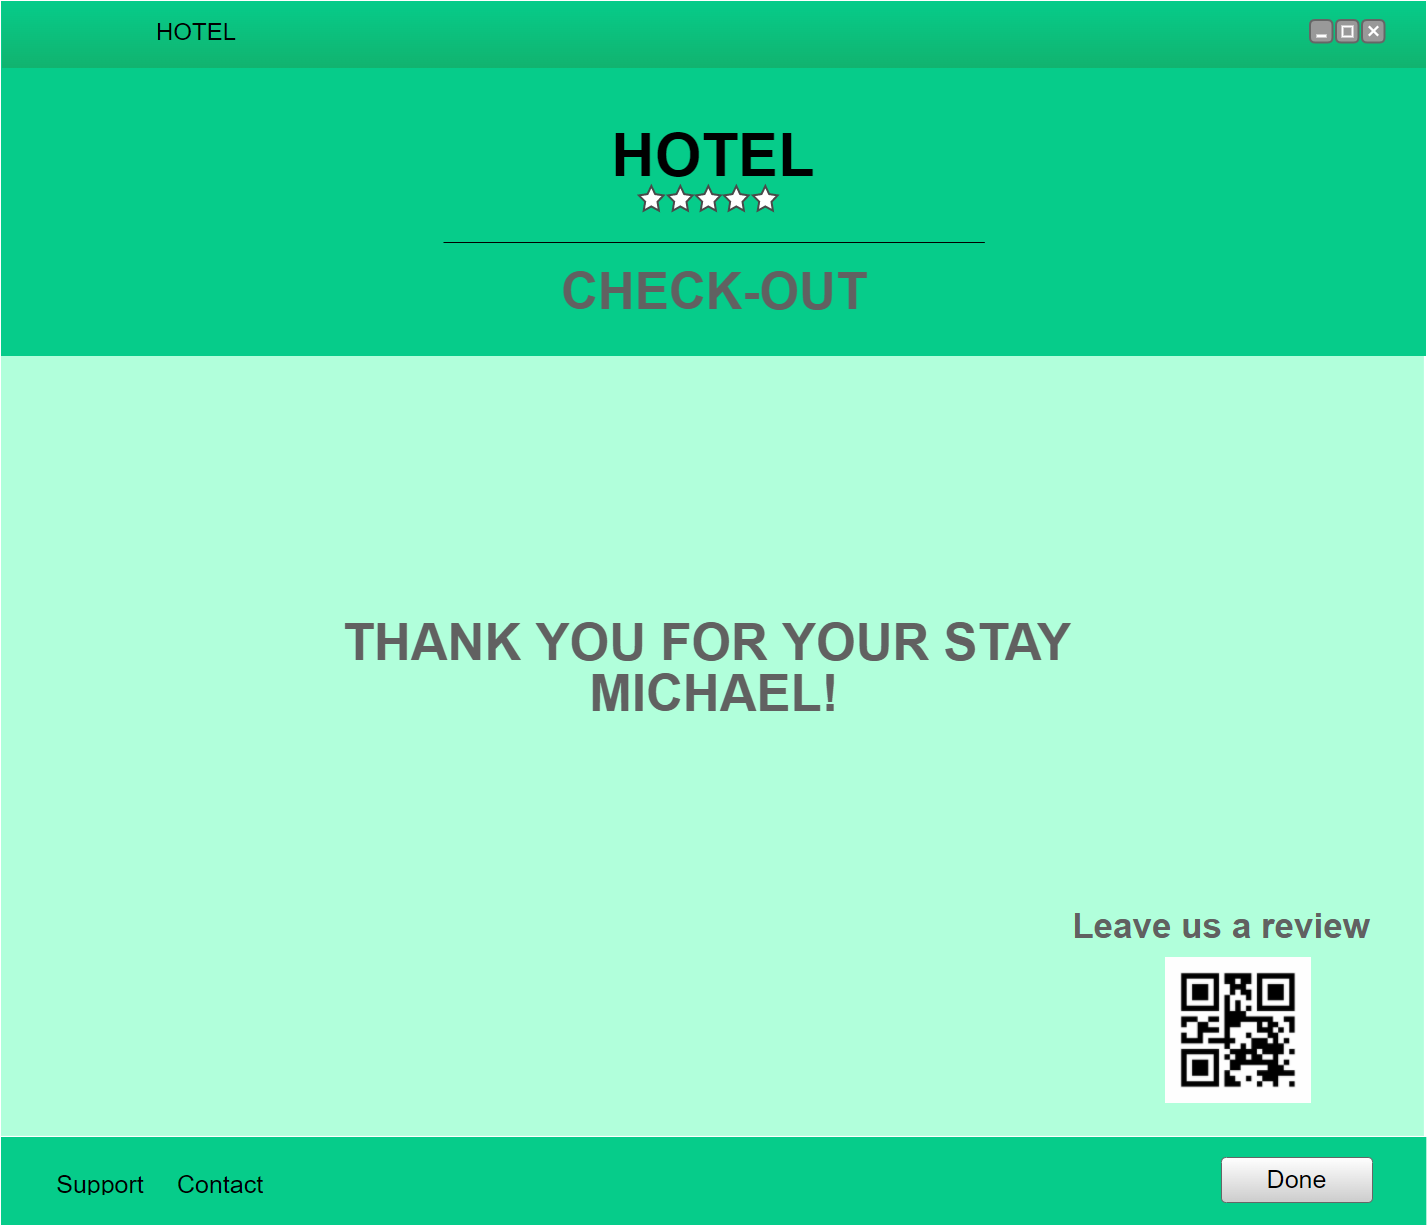 HOTEL
HOTEL
CHECK-OUT
THANK YOU FOR YOUR STAY
MICHAEL!
Leave us a review
Support Contact
Done